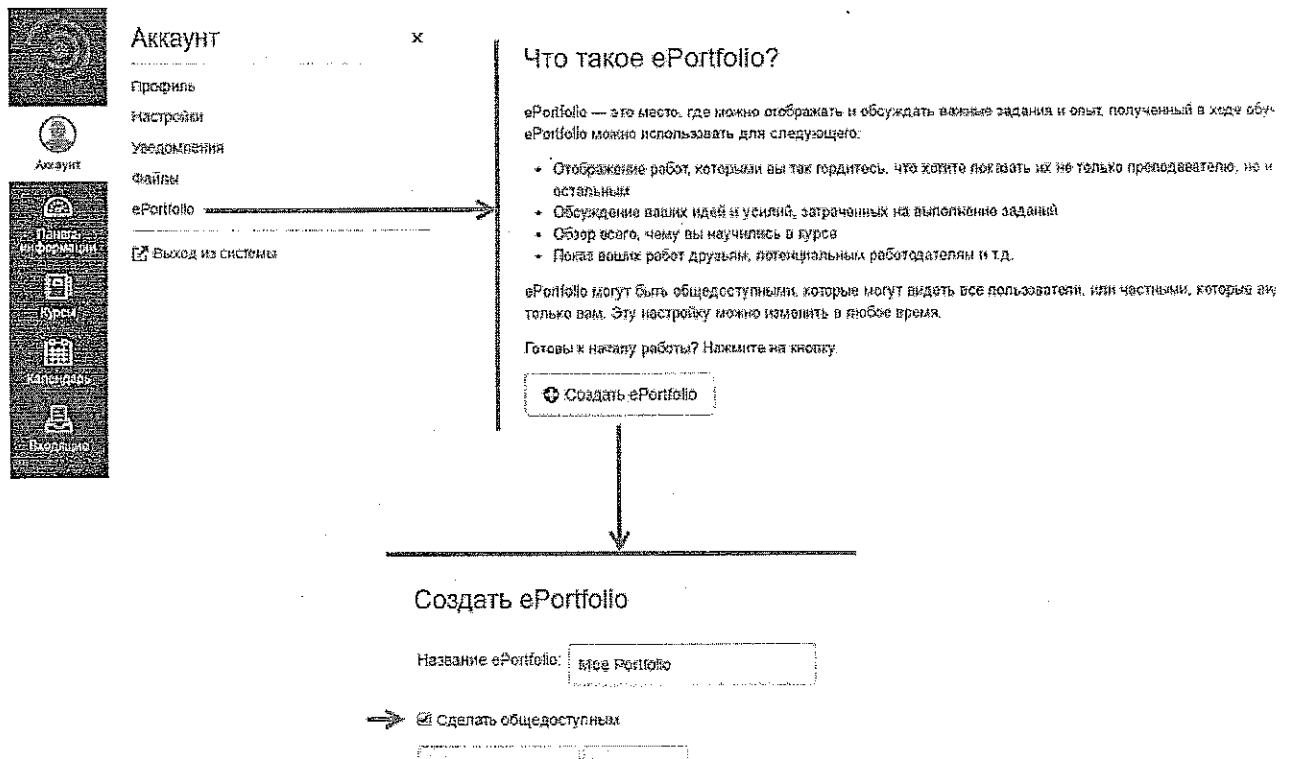 Аккаунт x
Профиль
Настройки
Уведомления
Файлы
ePortfolio
Выход из системы
Аккаунт
Панель
информации
Курсы
Календарь
Входящие
Что такое ePortfolio?
ePortfolio — это место, где можно отображать и обсуждать важные задания и опыт, полученный в ходе обу
ePortfolio можно использовать для следующего:
• Отображение работ, которыми вы так гордитесь, что хотите показать их не только преподавателю, но и
остальным
• Обсуждение ваших идей и усилий, затраченных на выполнение заданий
• Обзор всего, чему вы научились в курсе
• Показ ваших работ друзьям, потенциальным работодателям и т.д.
ePortfolio могут быть общедоступными, которые могут видеть все пользователи, или частными, которые ви
только вам. Эту настройку можно изменить в любое время.
Готовы к началу работы? Нажмите на кнопку.
Создать ePortfolio
Создать ePortfolio
Название ePortfolio: Мое Portfolio
Сделать общедоступным